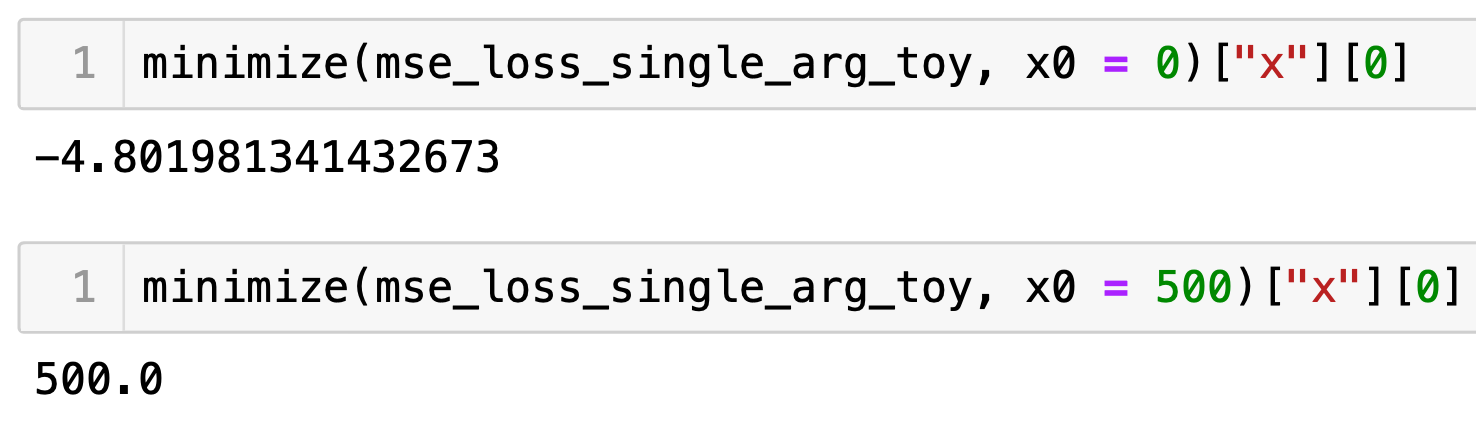 1 minimize(mse_loss_single_arg_toy, x0 = 0)["x"][0]
-4.801981341432673
1 minimize(mse_loss_single_arg_toy, x0 = 500)["x"][0]
500.0